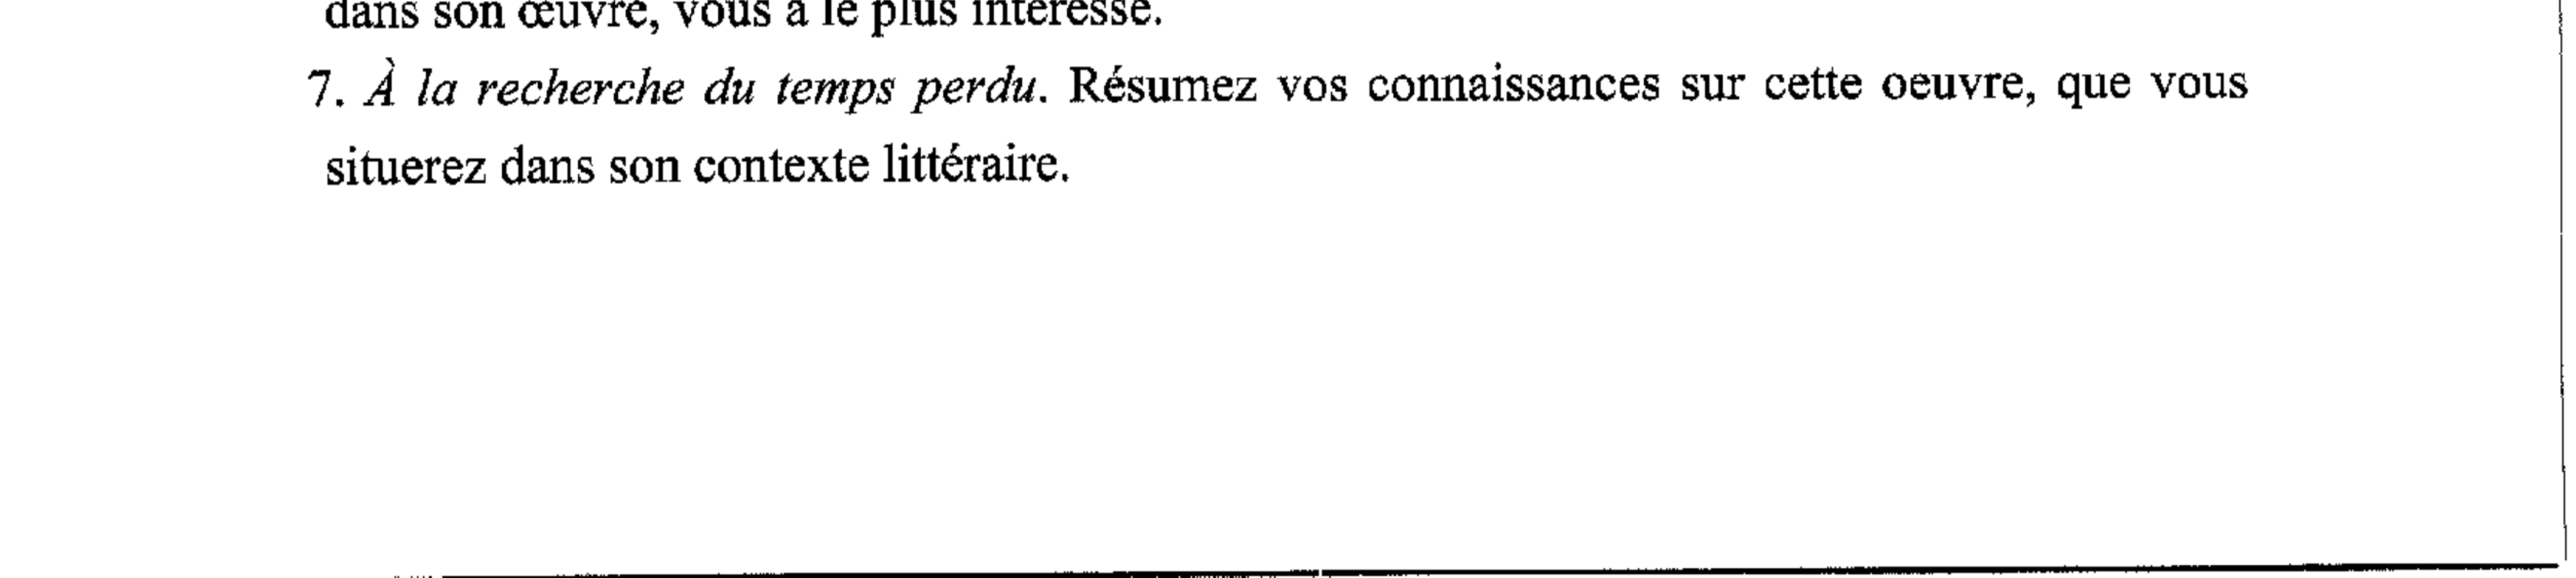 dans son œuvre, vous a le plus intéressé.
7. À la recherche du temps perdu. Résumez vos connaissances sur cette oeuvre, que vous
situerez dans son contexte littéraire.